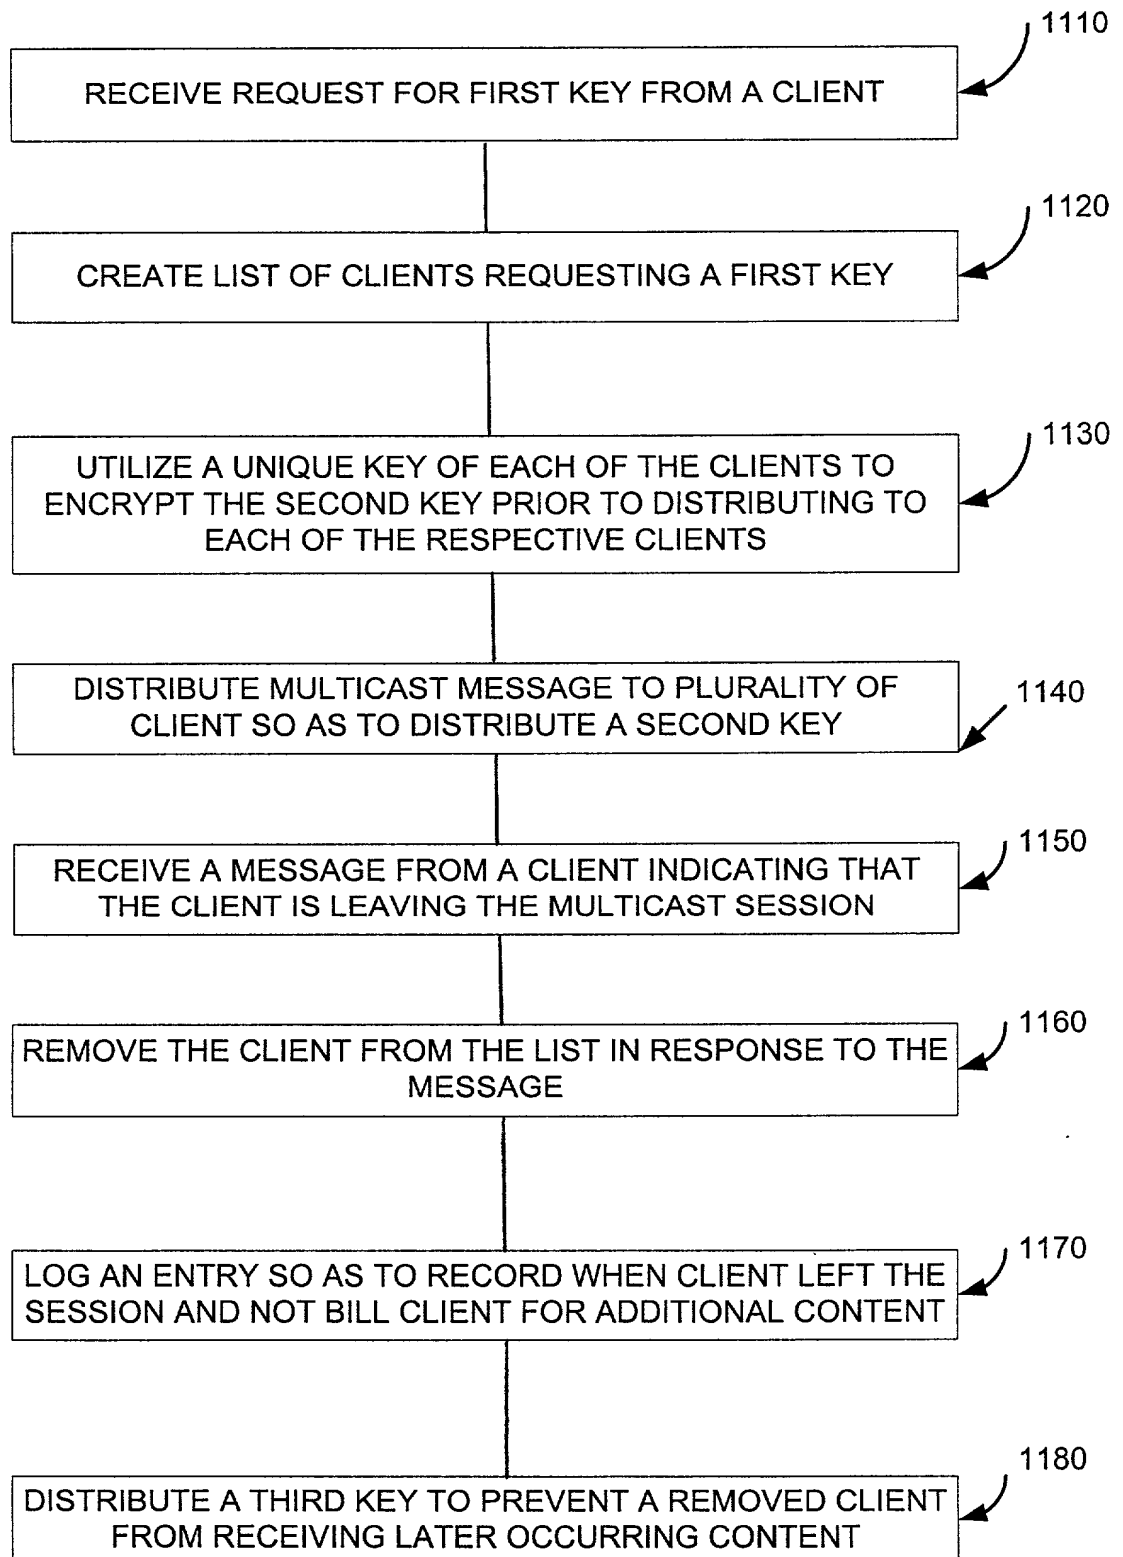 1110
RECEIVE REQUEST FOR FIRST KEY FROM A CLIENT
1120
CREATE LIST OF CLIENTS REQUESTING A FIRST KEY
1130
UTILIZE A UNIQUE KEY OF EACH OF THE CLIENTS TO
ENCRYPT THE SECOND KEY PRIOR TO DISTRIBUTING TO
EACH OF THE RESPECTIVE CLIENTS
1140
DISTRIBUTE MULTICAST MESSAGE TO PLURALITY OF
CLIENT SO AS TO DISTRIBUTE A SECOND KEY
1150
RECEIVE A MESSAGE FROM A CLIENT INDICATING THAT
THE CLIENT IS LEAVING THE MULTICAST SESSION
1160
REMOVE THE CLIENT FROM THE LIST IN RESPONSE TO THE
MESSAGE
1170
LOG AN ENTRY SO AS TO RECORD WHEN CLIENT LEFT THE
SESSION AND NOT BILL CLIENT FOR ADDITIONAL CONTENT
1180
DISTRIBUTE A THIRD KEY TO PREVENT A REMOVED CLIENT
FROM RECEIVING LATER OCCURRING CONTENT